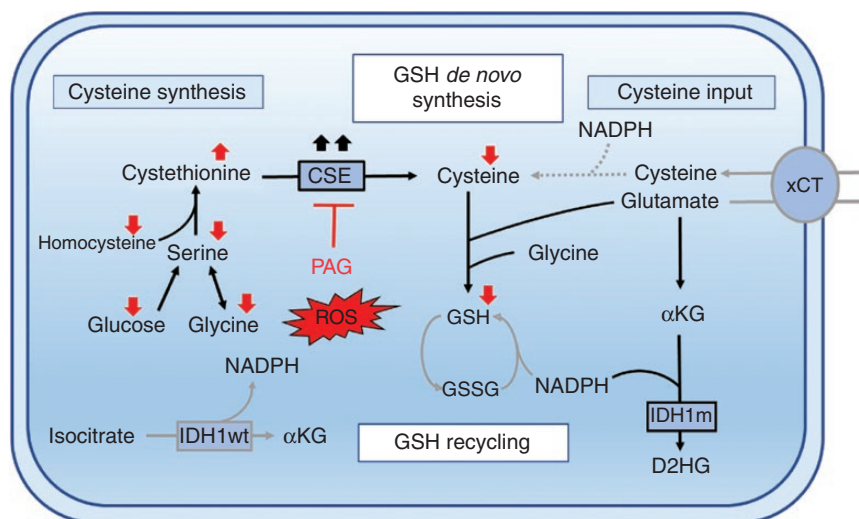 Cysteine synthesis
GSH de novo
synthesis
Cysteine input
NADPH
Cystethionine
CSE
Cysteine
Cysteine
xCT
Glutamate
Homocysteine
Serine
PAG
Glycine
Glucose
Glycine
ROS
GSH
αKG
NADPH
GSSG
NADPH
Isocitrate
IDH1wt
αKG
GSH recycling
IDH1m
D2HG